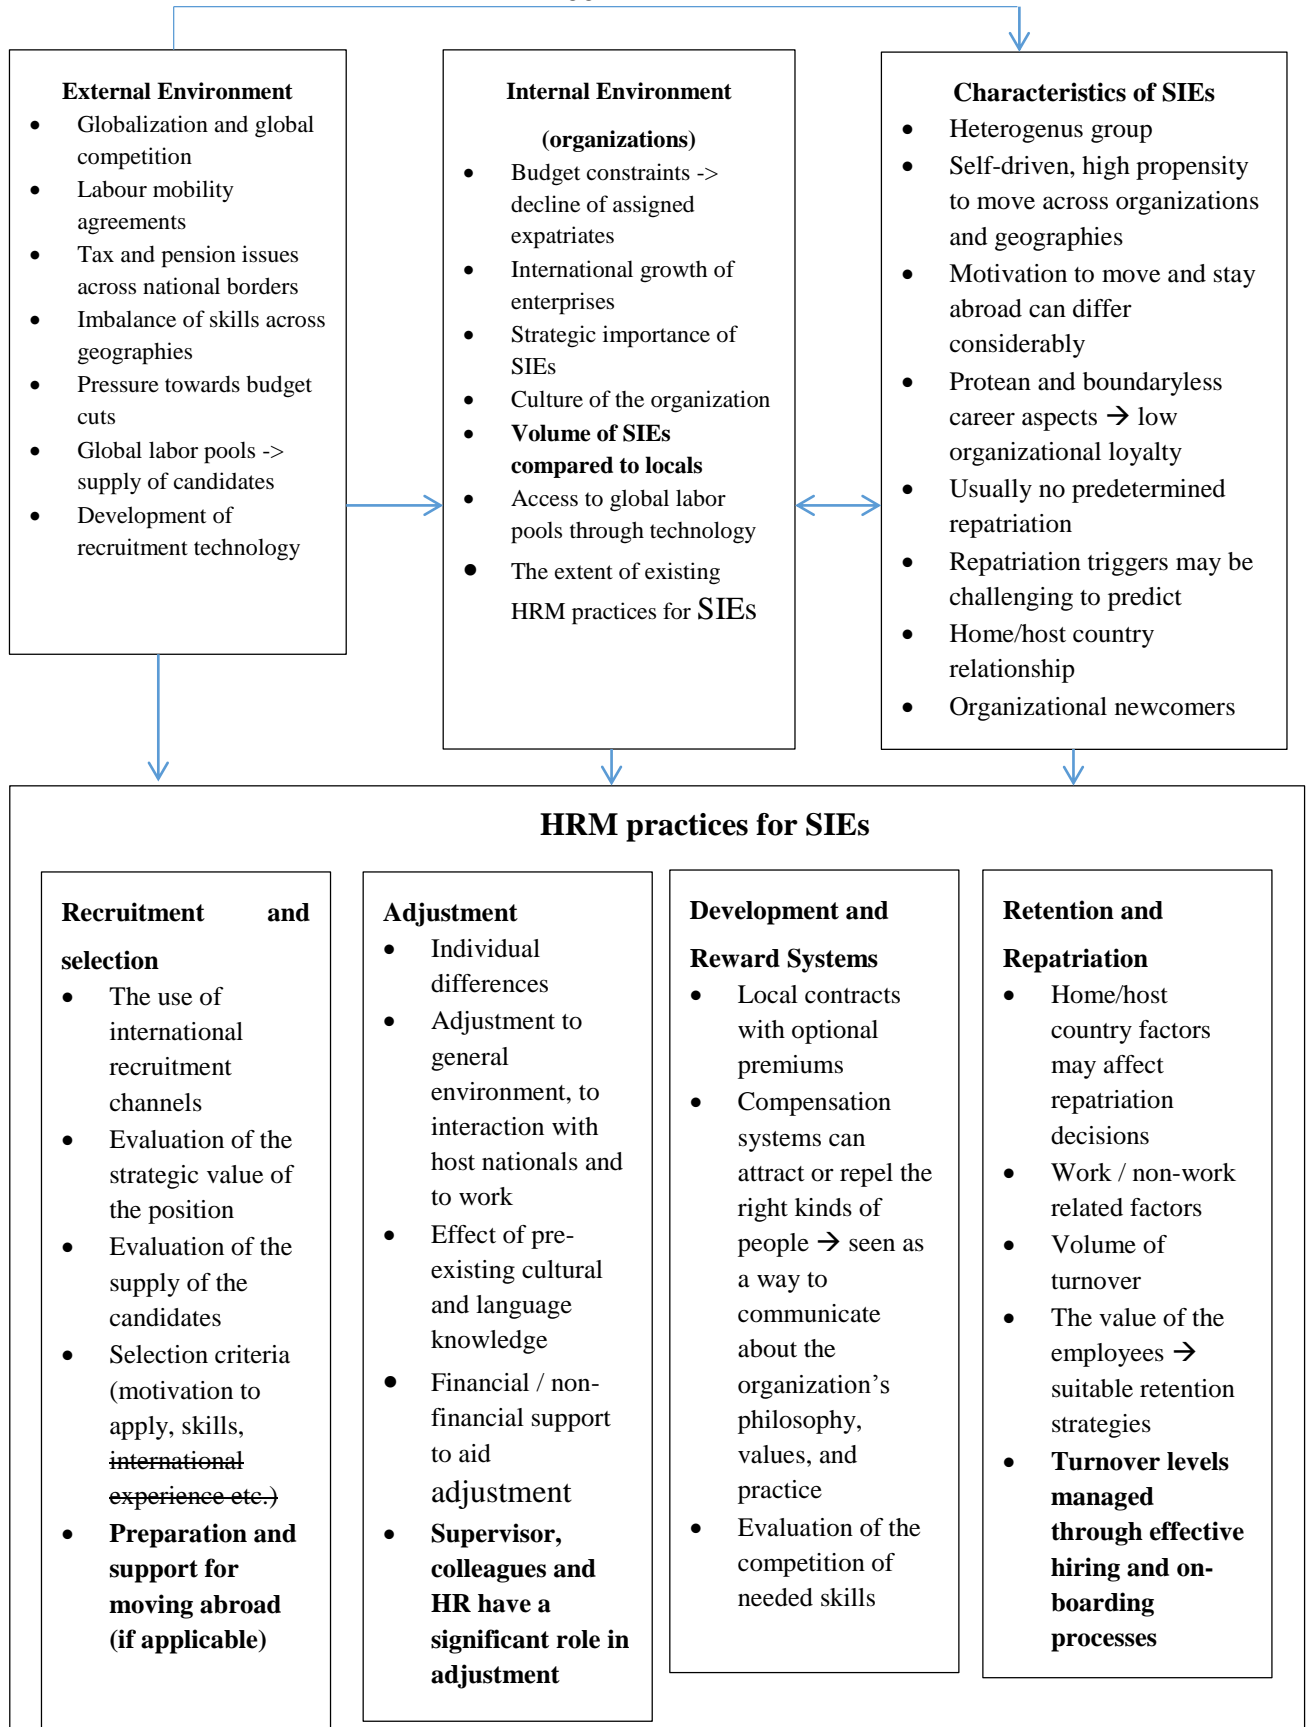 External Environment
• Globalization and global
competition
• Labour mobility
agreements
• Tax and pension issues
across national borders
• Imbalance of skills across
geographies
• Pressure towards budget
cuts
• Global labor pools ->
supply of candidates
• Development of
recruitment technology
Internal Environment
(organizations)
• Budget constraints ->
decline of assigned
expatriates
• International growth of
enterprises
• Strategic importance of
SIEs
• Culture of the organization
• Volume of SIEs
compared to locals
• Access to global labor
pools through technology
• The extent of existing
HRM practices for SIEs
Characteristics of SIEs
• Heterogenus group
• Self-driven, high propensity
to move across organizations
and geographies
• Motivation to move and stay
abroad can differ
considerably
• Protean and boundaryless
career aspects → low
organizational loyalty
• Usually no predetermined
repatriation
• Repatriation triggers may be
challenging to predict
• Home/host country
relationship
• Organizational newcomers
HRM practices for SIEs
Recruitment and
selection
• The use of
international
recruitment
channels
• Evaluation of the
strategic value of
the position
• Evaluation of the
supply of the
candidates
• Selection criteria
(motivation to
apply, skills,
international
experience etc.)
• Preparation and
support for
moving abroad
(if applicable)
Adjustment
• Individual
differences
• Adjustment to
general
environment, to
interaction with
host nationals and
to work
• Effect of pre-
existing cultural
and language
knowledge
• Financial / non-
financial support
to aid
adjustment
• Supervisor,
colleagues and
HR have a
significant role in
adjustment
Development and
Reward Systems
• Local contracts
with optional
premiums
• Compensation
systems can
attract or repel the
right kinds of
people → seen as
a way to
communicate
about the
organization’s
philosophy,
values, and
practice
• Evaluation of the
competition of
needed skills
Retention and
Repatriation
• Home/host
country factors
may affect
repatriation
decisions
• Work / non-work
related factors
• Volume of
turnover
• The value of the
employees →
suitable retention
strategies
• Turnover levels
managed
through effective
hiring and on-
boarding
processes